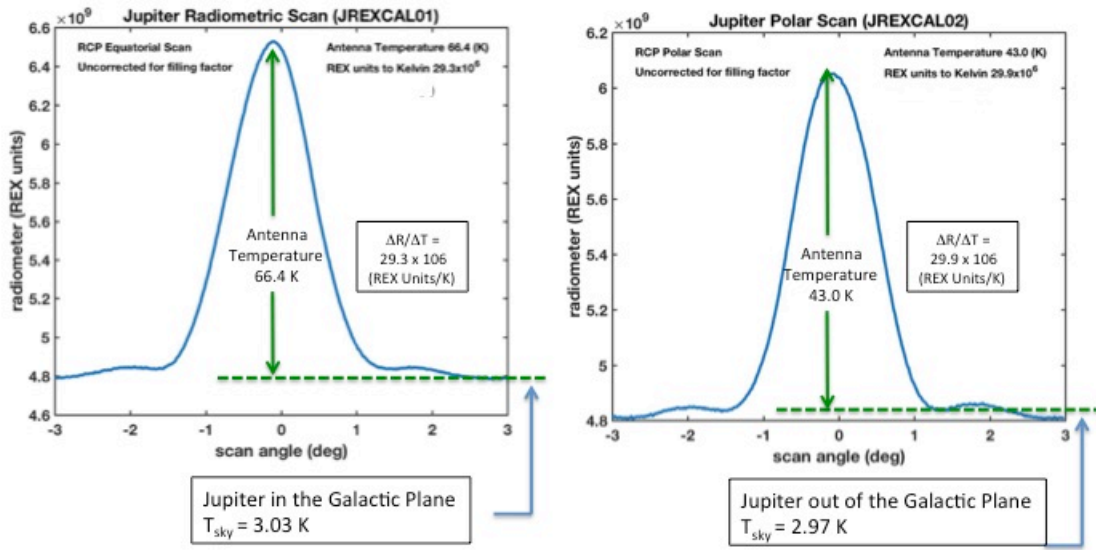 Jupiter Radiometric Scan (JREXCAL01)
×10⁹
RCP Equatorial Scan
Uncorrected for filling factor
Antenna Temperature 66.4 (K)
REX units to Kelvin 29.3x10⁶
)
6.6
6.4
6.2
6
5.8
5.6
5.4
5.2
5
4.8
4.6
radiometer (REX units)
Antenna
Temperature
66.4 K
ΔR/ΔT =
29.3 x 106
(REX Units/K)
-3 -2 -1 0 1 2 3
scan angle (deg)
Jupiter in the Galactic Plane
Tsky = 3.03 K
Jupiter Polar Scan (JREXCAL02)
×10⁹
RCP Polar Scan
Uncorrected for filling factor
Antenna Temperature 43.0 (K)
REX units to Kelvin 29.9x10⁶
6.2
6
5.8
5.6
5.4
5.2
5
4.8
radiometer (REX units)
Antenna
Temperature
43.0 K
ΔR/ΔT =
29.9 x 106
(REX Units/K)
-3 -2 -1 0 1 2 3
scan angle (deg)
Jupiter out of the Galactic Plane
Tsky = 2.97 K